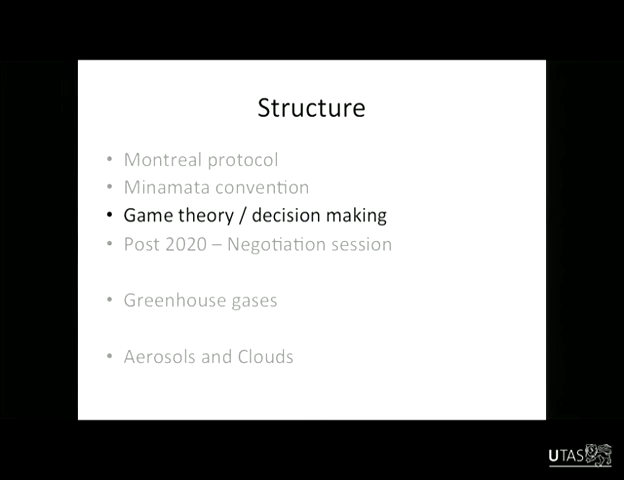 Structure
• Montreal protocol
• Minamata convention
• Game theory / decision making
• Post 2020 – Negotiation session
• Greenhouse gases
• Aerosols and Clouds
UTAS